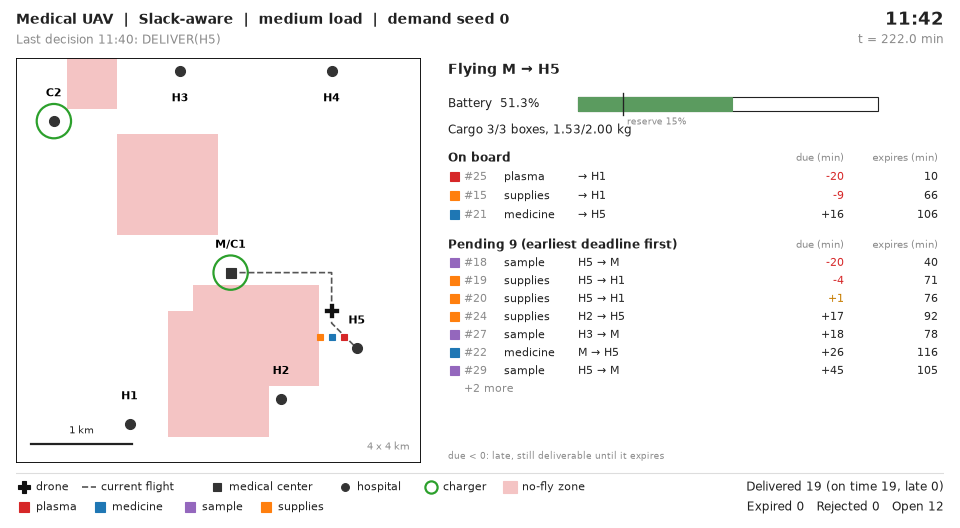 Medical UAV | Slack-aware | medium load | demand seed 0
11:42
Last decision 11:40: DELIVER(H5)
t = 222.0 min
C2
H3
H4
M/C1
H5
H2
H1
1 km
4 x 4 km
Flying M → H5
Battery 51.3%
reserve 15%
Cargo 3/3 boxes, 1.53/2.00 kg
On board due (min) expires (min)
#25 plasma → H1 -20 10
#15 supplies → H1 -9 66
#21 medicine → H5 +16 106
Pending 9 (earliest deadline first) due (min) expires (min)
#18 sample H5 → M -20 40
#19 supplies H5 → H1 -4 71
#20 supplies H5 → H1 +1 76
#24 supplies H2 → H5 +17 92
#27 sample H3 → M +18 78
#22 medicine M → H5 +26 116
#29 sample H5 → M +45 105
+2 more
due < 0: late, still deliverable until it expires
drone current flight medical center hospital charger no-fly zone
plasma medicine sample supplies
Delivered 19 (on time 19, late 0)
Expired 0 Rejected 0 Open 12